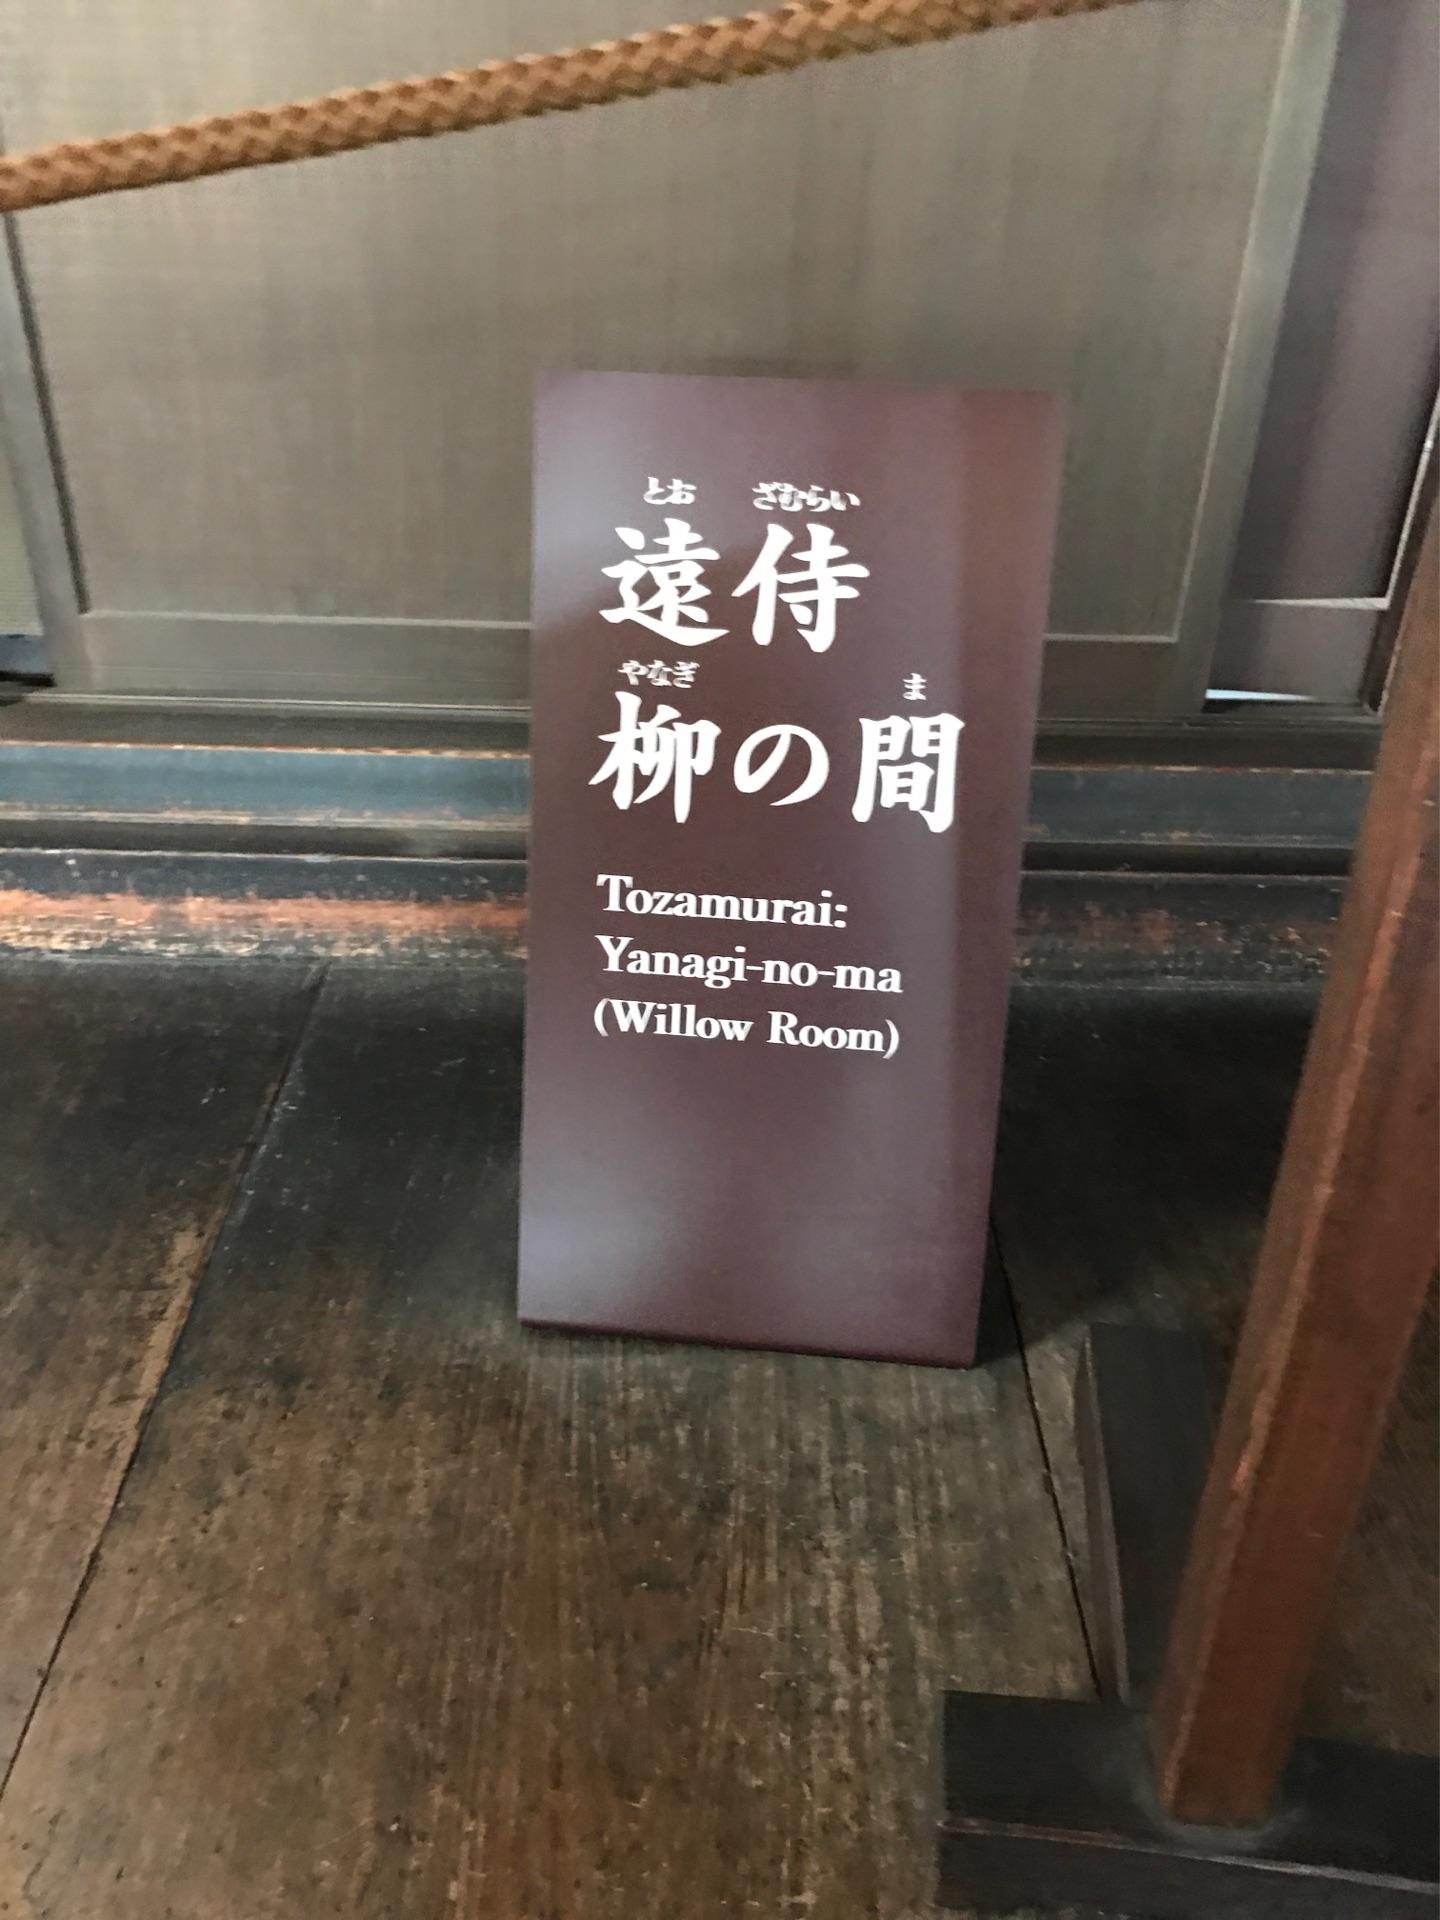 とお ざむらい
遠侍
やなぎ ま
柳の間
Tozamurai:
Yanagi-no-ma
(Willow Room)